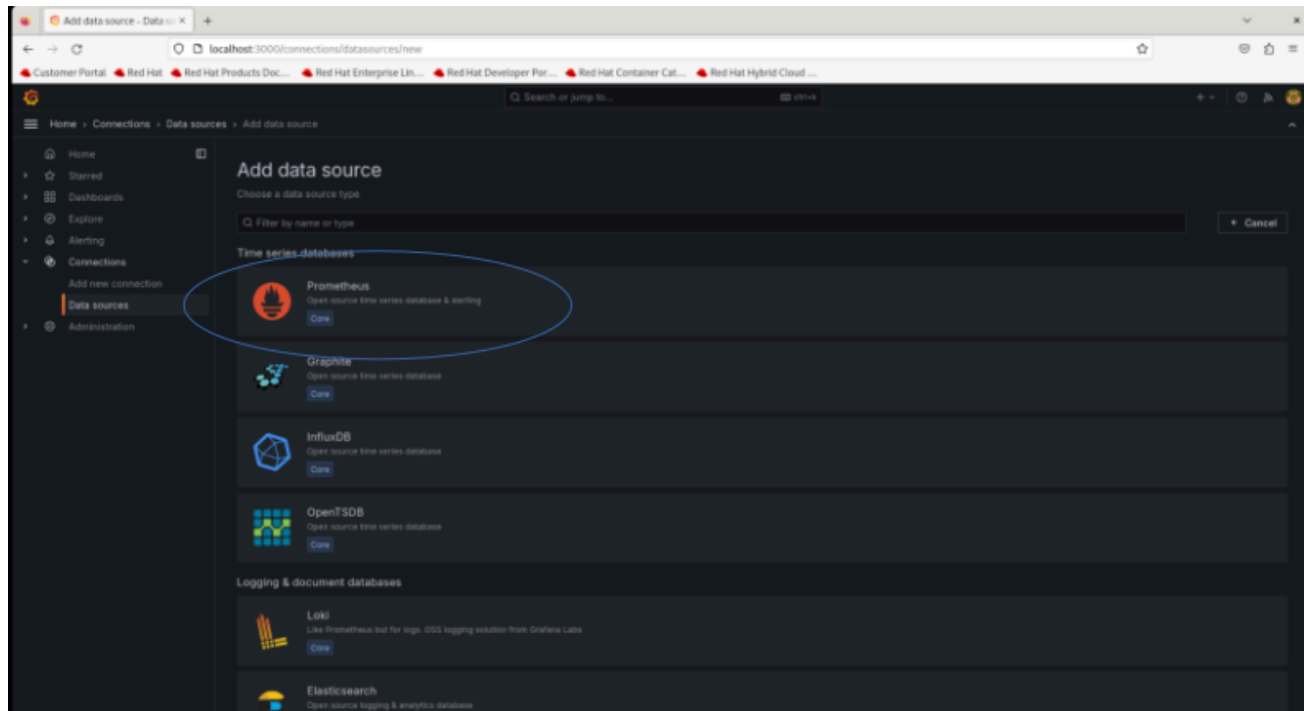 Add data source - Data so
localhost:3000/connections/datasources/new
Customer Portal Red Hat Red Hat Products Doc... Red Hat Enterprise Lin... Red Hat Developer Por... Red Hat Container Cat... Red Hat Hybrid Cloud ...
Search or jump to... ctrl+k
Home › Connections › Data sources › Add data source
Home
Starred
Dashboards
Explore
Alerting
Connections
Add new connection
Data sources
Administration
Add data source
Choose a data source type
Filter by name or type
Cancel
Time series databases
Prometheus
Open source time series database & alerting
Core
Graphite
Open source time series database
Core
InfluxDB
Open source time series database
Core
OpenTSDB
Open source time series database
Core
Logging & document databases
Loki
Like Prometheus but for logs. OSS logging solution from Grafana Labs
Core
Elasticsearch
Open source logging & analytics database